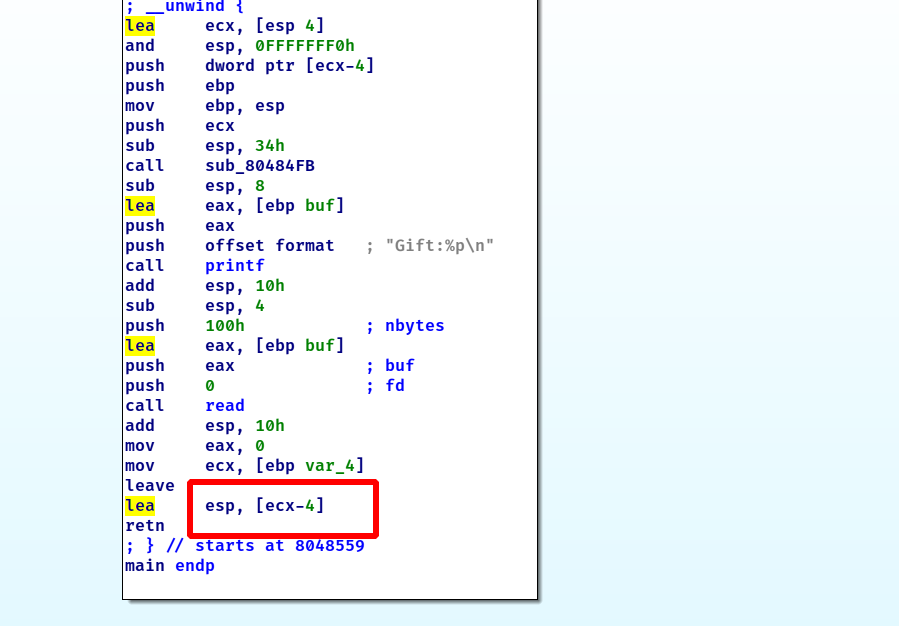 ; __unwind {
lea     ecx, [esp 4]
and     esp, 0FFFFFFF0h
push    dword ptr [ecx-4]
push    ebp
mov     ebp, esp
push    ecx
sub     esp, 34h
call    sub_80484FB
sub     esp, 8
lea     eax, [ebp buf]
push    eax
push    offset format   ; "Gift:%p\n"
call    printf
add     esp, 10h
sub     esp, 4
push    100h            ; nbytes
lea     eax, [ebp buf]
push    eax             ; buf
push    0               ; fd
call    read
add     esp, 10h
mov     eax, 0
mov     ecx, [ebp var_4]
leave
lea     esp, [ecx-4]
retn
; } // starts at 8048559
main endp